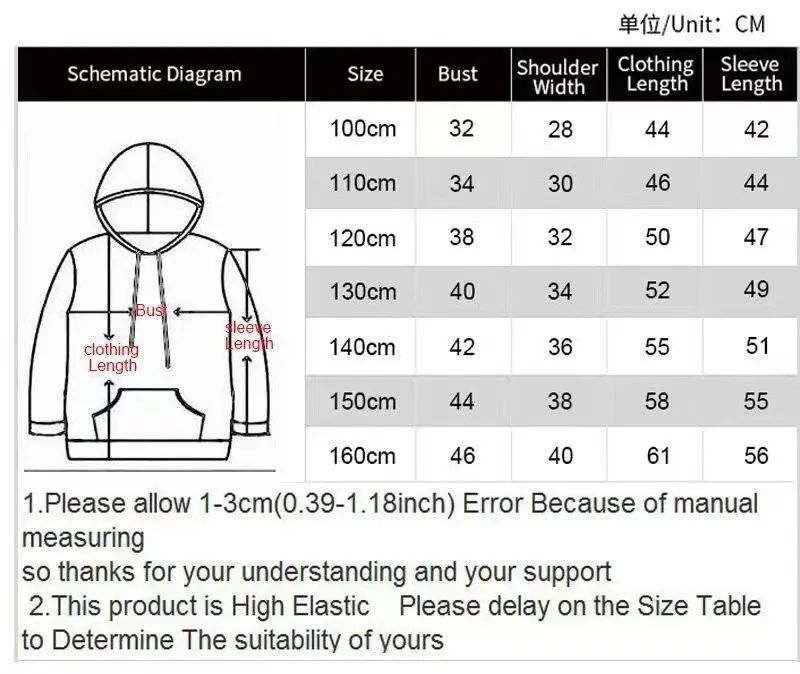 单位/Unit：CM
Schematic Diagram Size Bust Shoulder Width Clothing Length Sleeve Length
100cm 32 28 44 42
110cm 34 30 46 44
120cm 38 32 50 47
130cm 40 34 52 49
140cm 42 36 55 51
150cm 44 38 58 55
160cm 46 40 61 56
Bust
sleeve
Length
clothing
Length
1.Please allow 1-3cm(0.39-1.18inch) Error Because of manual
measuring
so thanks for your understanding and your support
2.This product is High Elastic Please delay on the Size Table
to Determine The suitability of yours